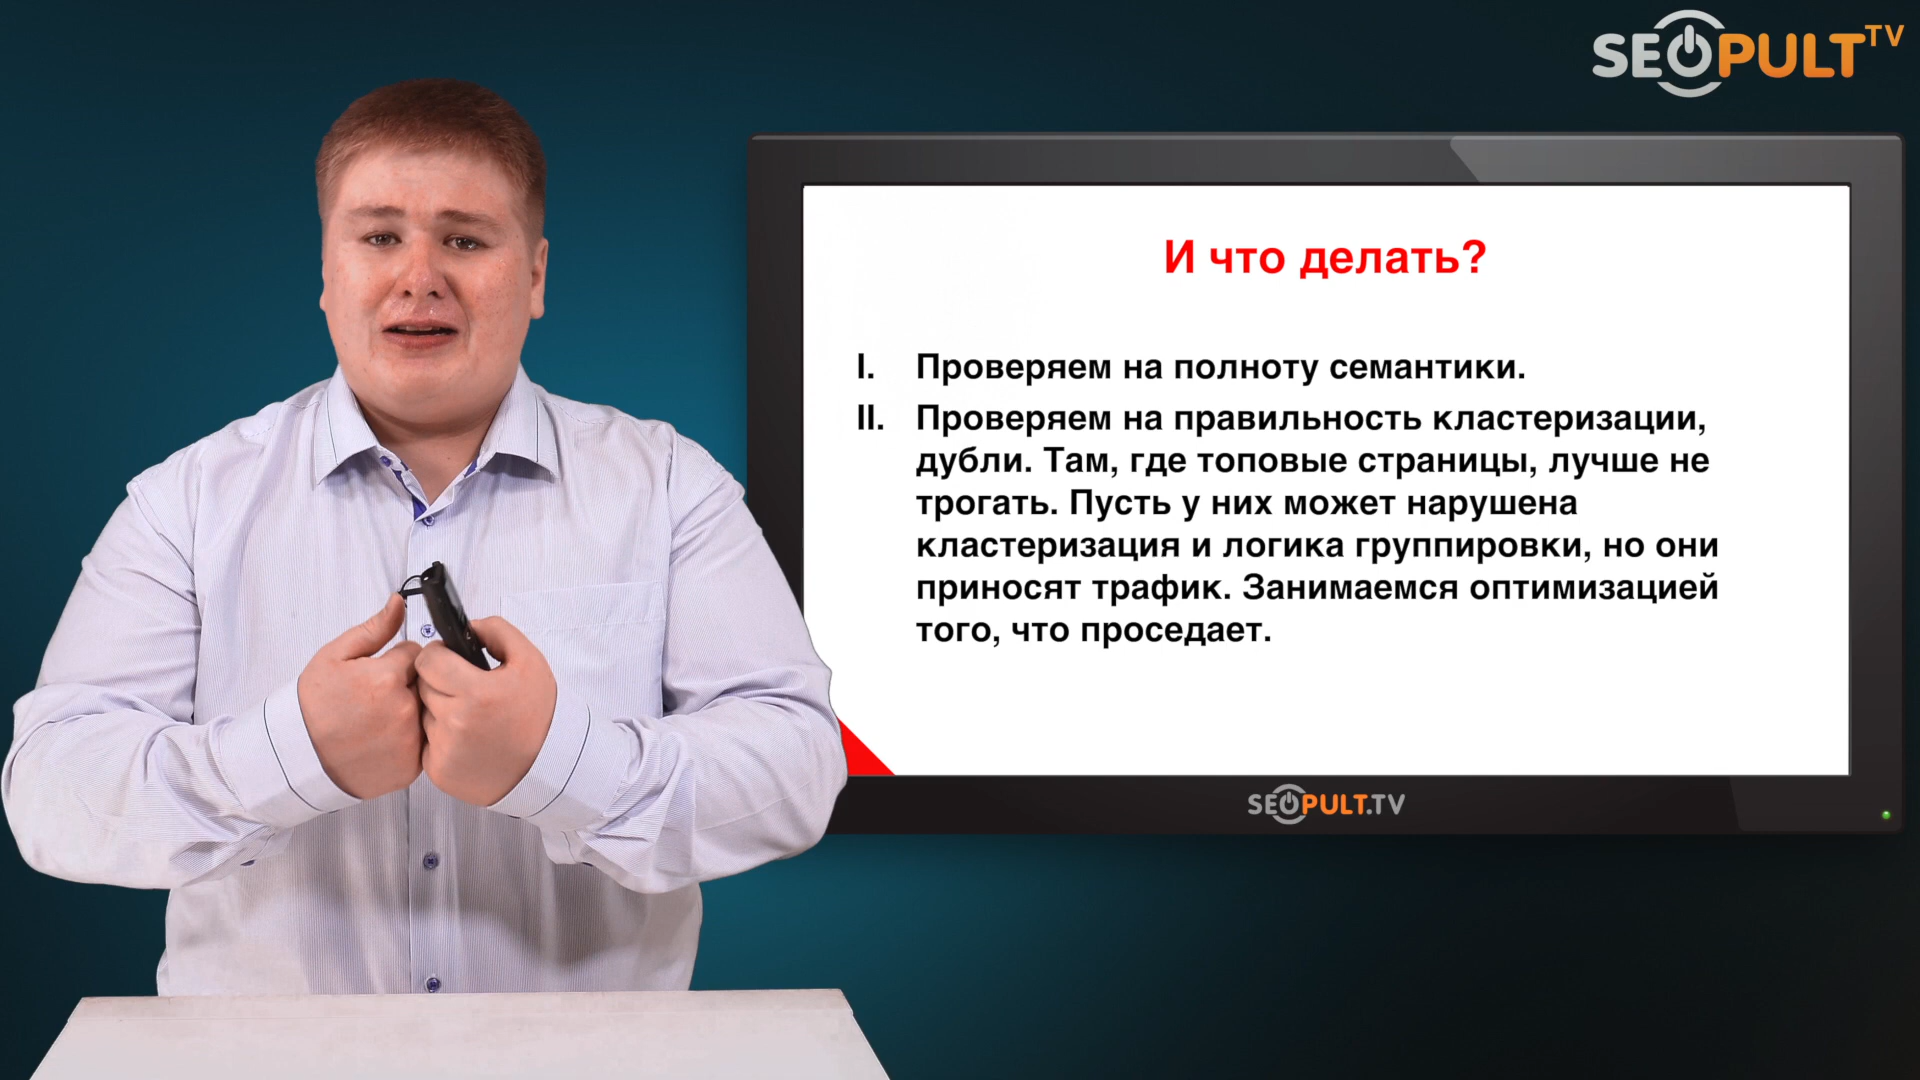 SEOPULT TV
И что делать?
I. Проверяем на полноту семантики.
II. Проверяем на правильность кластеризации,
дубли. Там, где топовые страницы, лучше не
трогать. Пусть у них может нарушена
кластеризация и логика группировки, но они
приносят трафик. Занимаемся оптимизацией
того, что проседает.
SEOPULT.TV